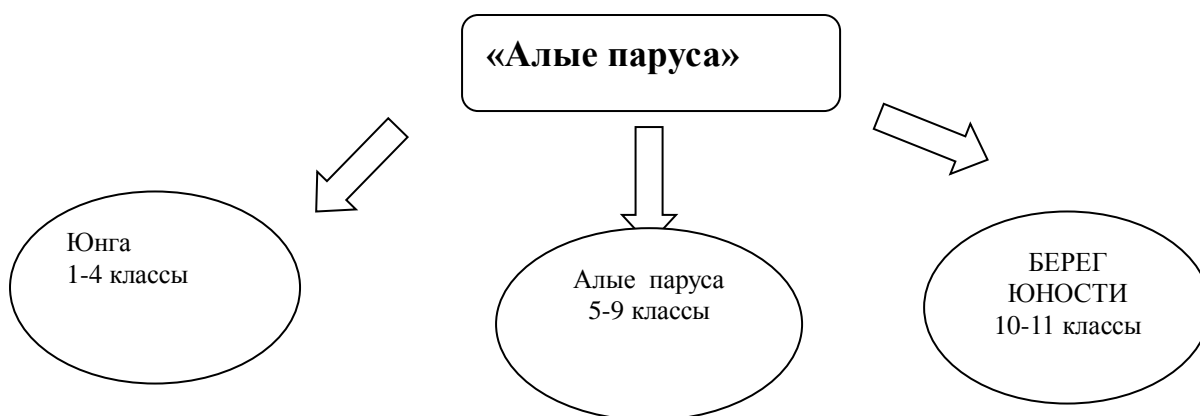 «Алые паруса»
Юнга
1-4 классы
Алые паруса
5-9 классы
БЕРЕГ
ЮНОСТИ
10-11 классы